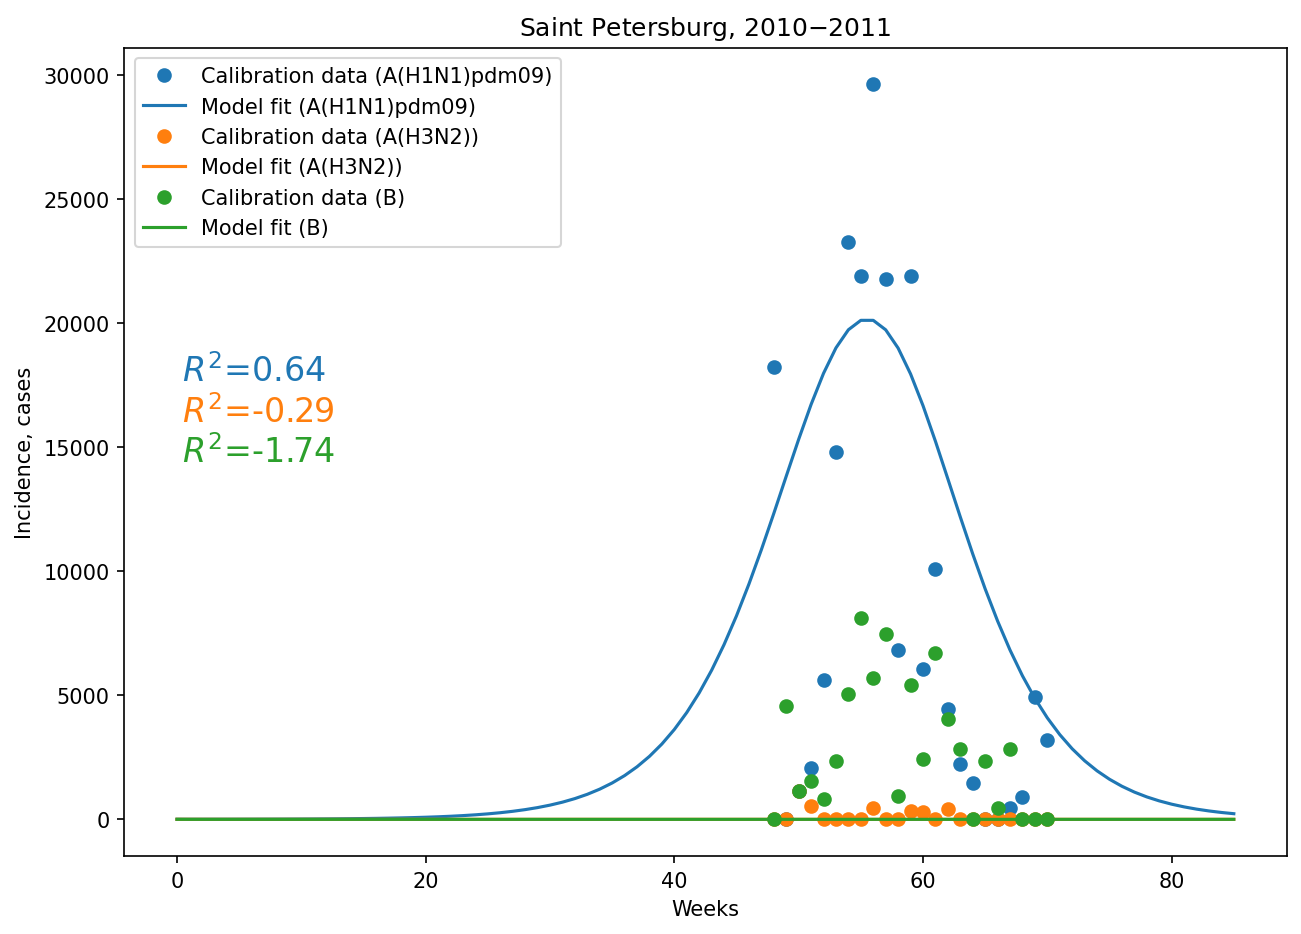 Saint Petersburg, 2010−2011
Calibration data (A(H1N1)pdm09)
Model fit (A(H1N1)pdm09)
Calibration data (A(H3N2))
Model fit (A(H3N2))
Calibration data (B)
Model fit (B)
30000
25000
20000
15000
10000
5000
0
Incidence, cases
R²=0.64
R²=-0.29
R²=-1.74
0 20 40 60 80
Weeks